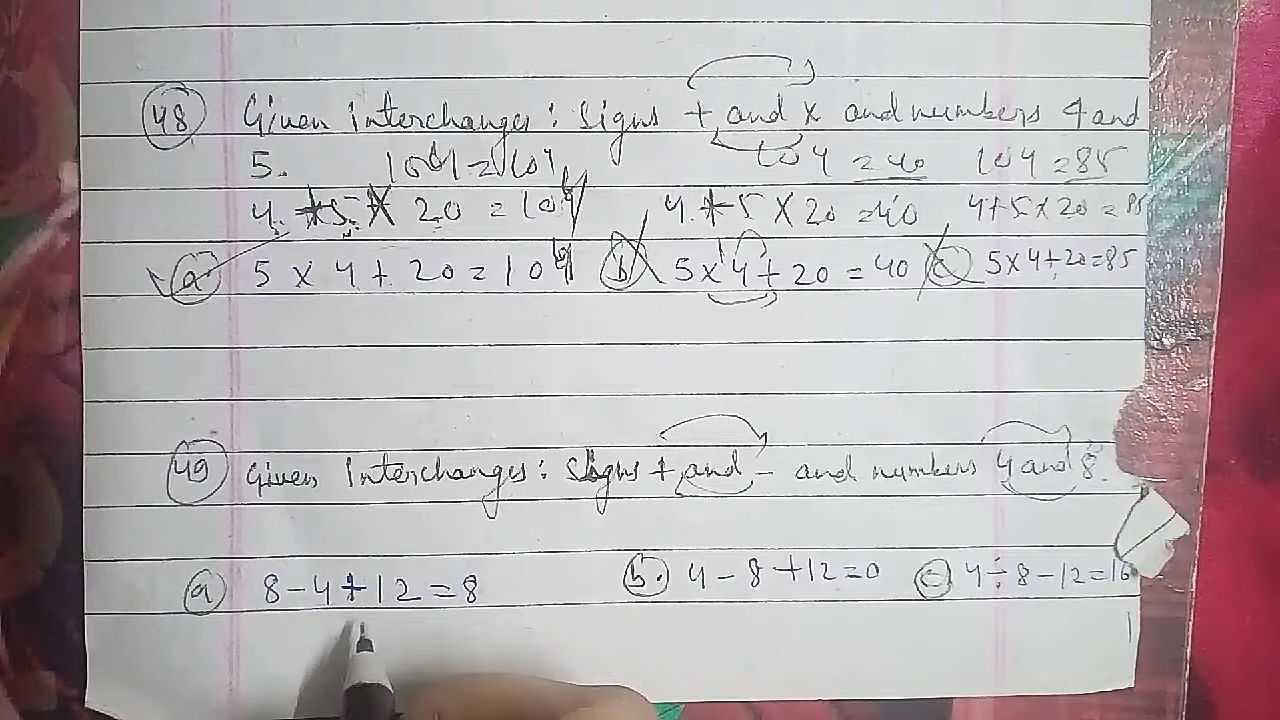 48 Given interchanges: Signs + and × and numbers 4 and
5. 104 = 104 104 = 40 104 = 85
4 + 5 × 20 = 104 4 + 5 × 20 = 40 4 + 5 × 20 = 85
a 5 × 4 + 20 = 104 b 5 × 4 + 20 = 40 c 5 × 4 + 20 = 85
49 Given Interchanges: Signs + and - and numbers 4 and 8.
a 8 - 4 + 12 = 8 b. 4 - 8 + 12 = 0 c 4 ÷ 8 - 12 = 16